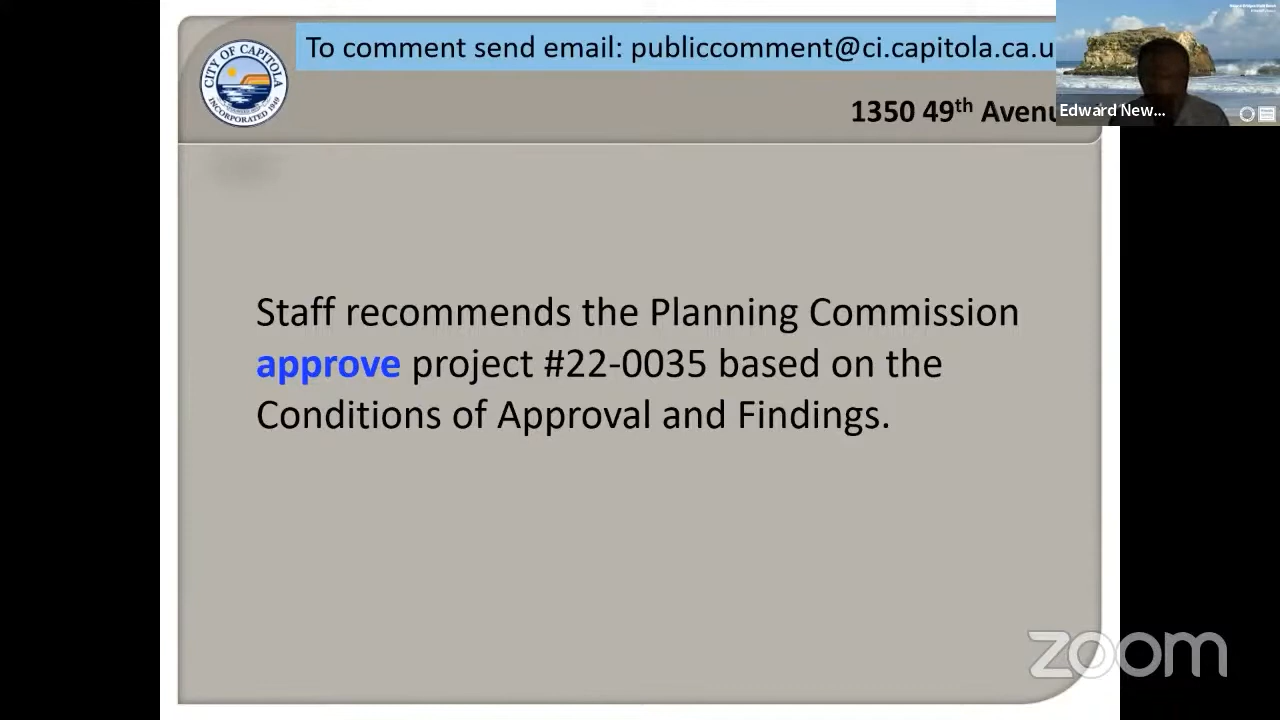 To comment send email: publiccomment@ci.capitola.ca.u
1350 49th Avenu
Edward New...
CITY OF CAPITOLA
INCORPORATED 1949
Staff recommends the Planning Commission
approve project #22-0035 based on the
Conditions of Approval and Findings.
zoom